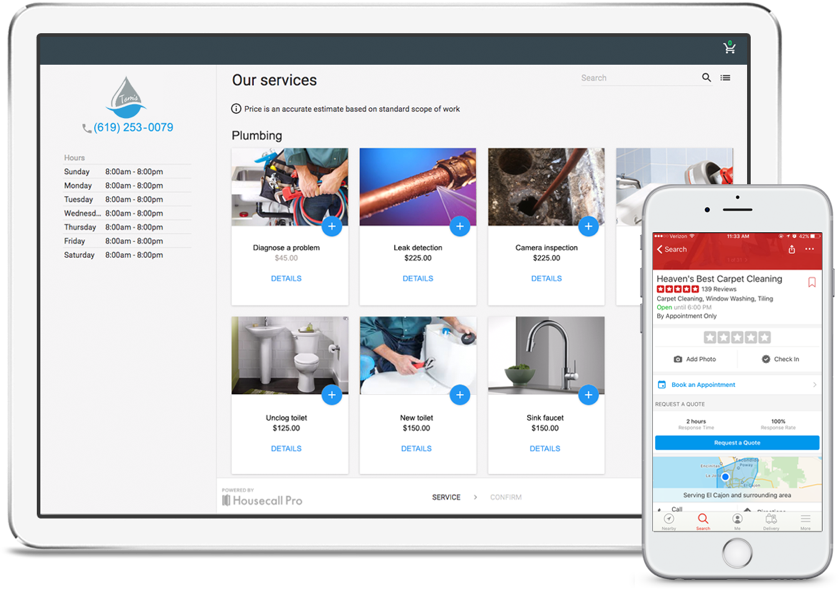 Tama
(619) 253-0079
Hours
Sunday 8:00am - 8:00pm
Monday 8:00am - 8:00pm
Tuesday 8:00am - 8:00pm
Wednesd... 8:00am - 8:00pm
Thursday 8:00am - 8:00pm
Friday 8:00am - 8:00pm
Saturday 8:00am - 8:00pm
Our services
Search
Price is an accurate estimate based on standard scope of work
Plumbing
Diagnose a problem
$45.00
DETAILS
Leak detection
$225.00
DETAILS
Camera inspection
$225.00
DETAILS
Unclog toilet
$125.00
DETAILS
New toilet
$150.00
DETAILS
Sink faucet
$150.00
DETAILS
POWERED BY
Housecall Pro
SERVICE > CONFIRM
Verizon 11:33 AM 42%
Search
Heaven's Best Carpet Cleaning
139 Reviews
Carpet Cleaning, Window Washing, Tiling
Open until 6:00 PM
By Appointment Only
Add Photo Check In
Book an Appointment
REQUEST A QUOTE
2 hours 100%
Response Time Response Rate
Request a Quote
Poway
Serving El Cajon and surrounding area
Call Directions
Nearby Search Me Delivery More